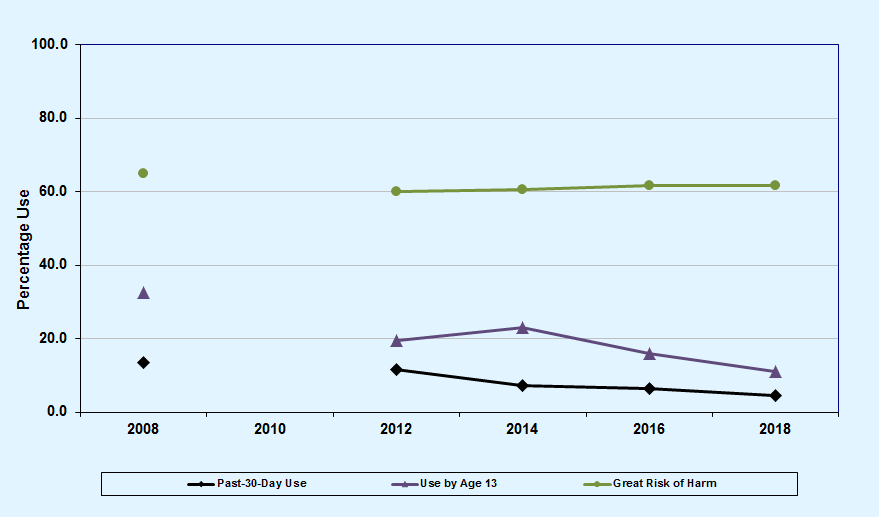 100.0
80.0
60.0
40.0
20.0
0.0
Percentage Use
2008 2010 2012 2014 2016 2018
Past-30-Day Use Use by Age 13 Great Risk of Harm